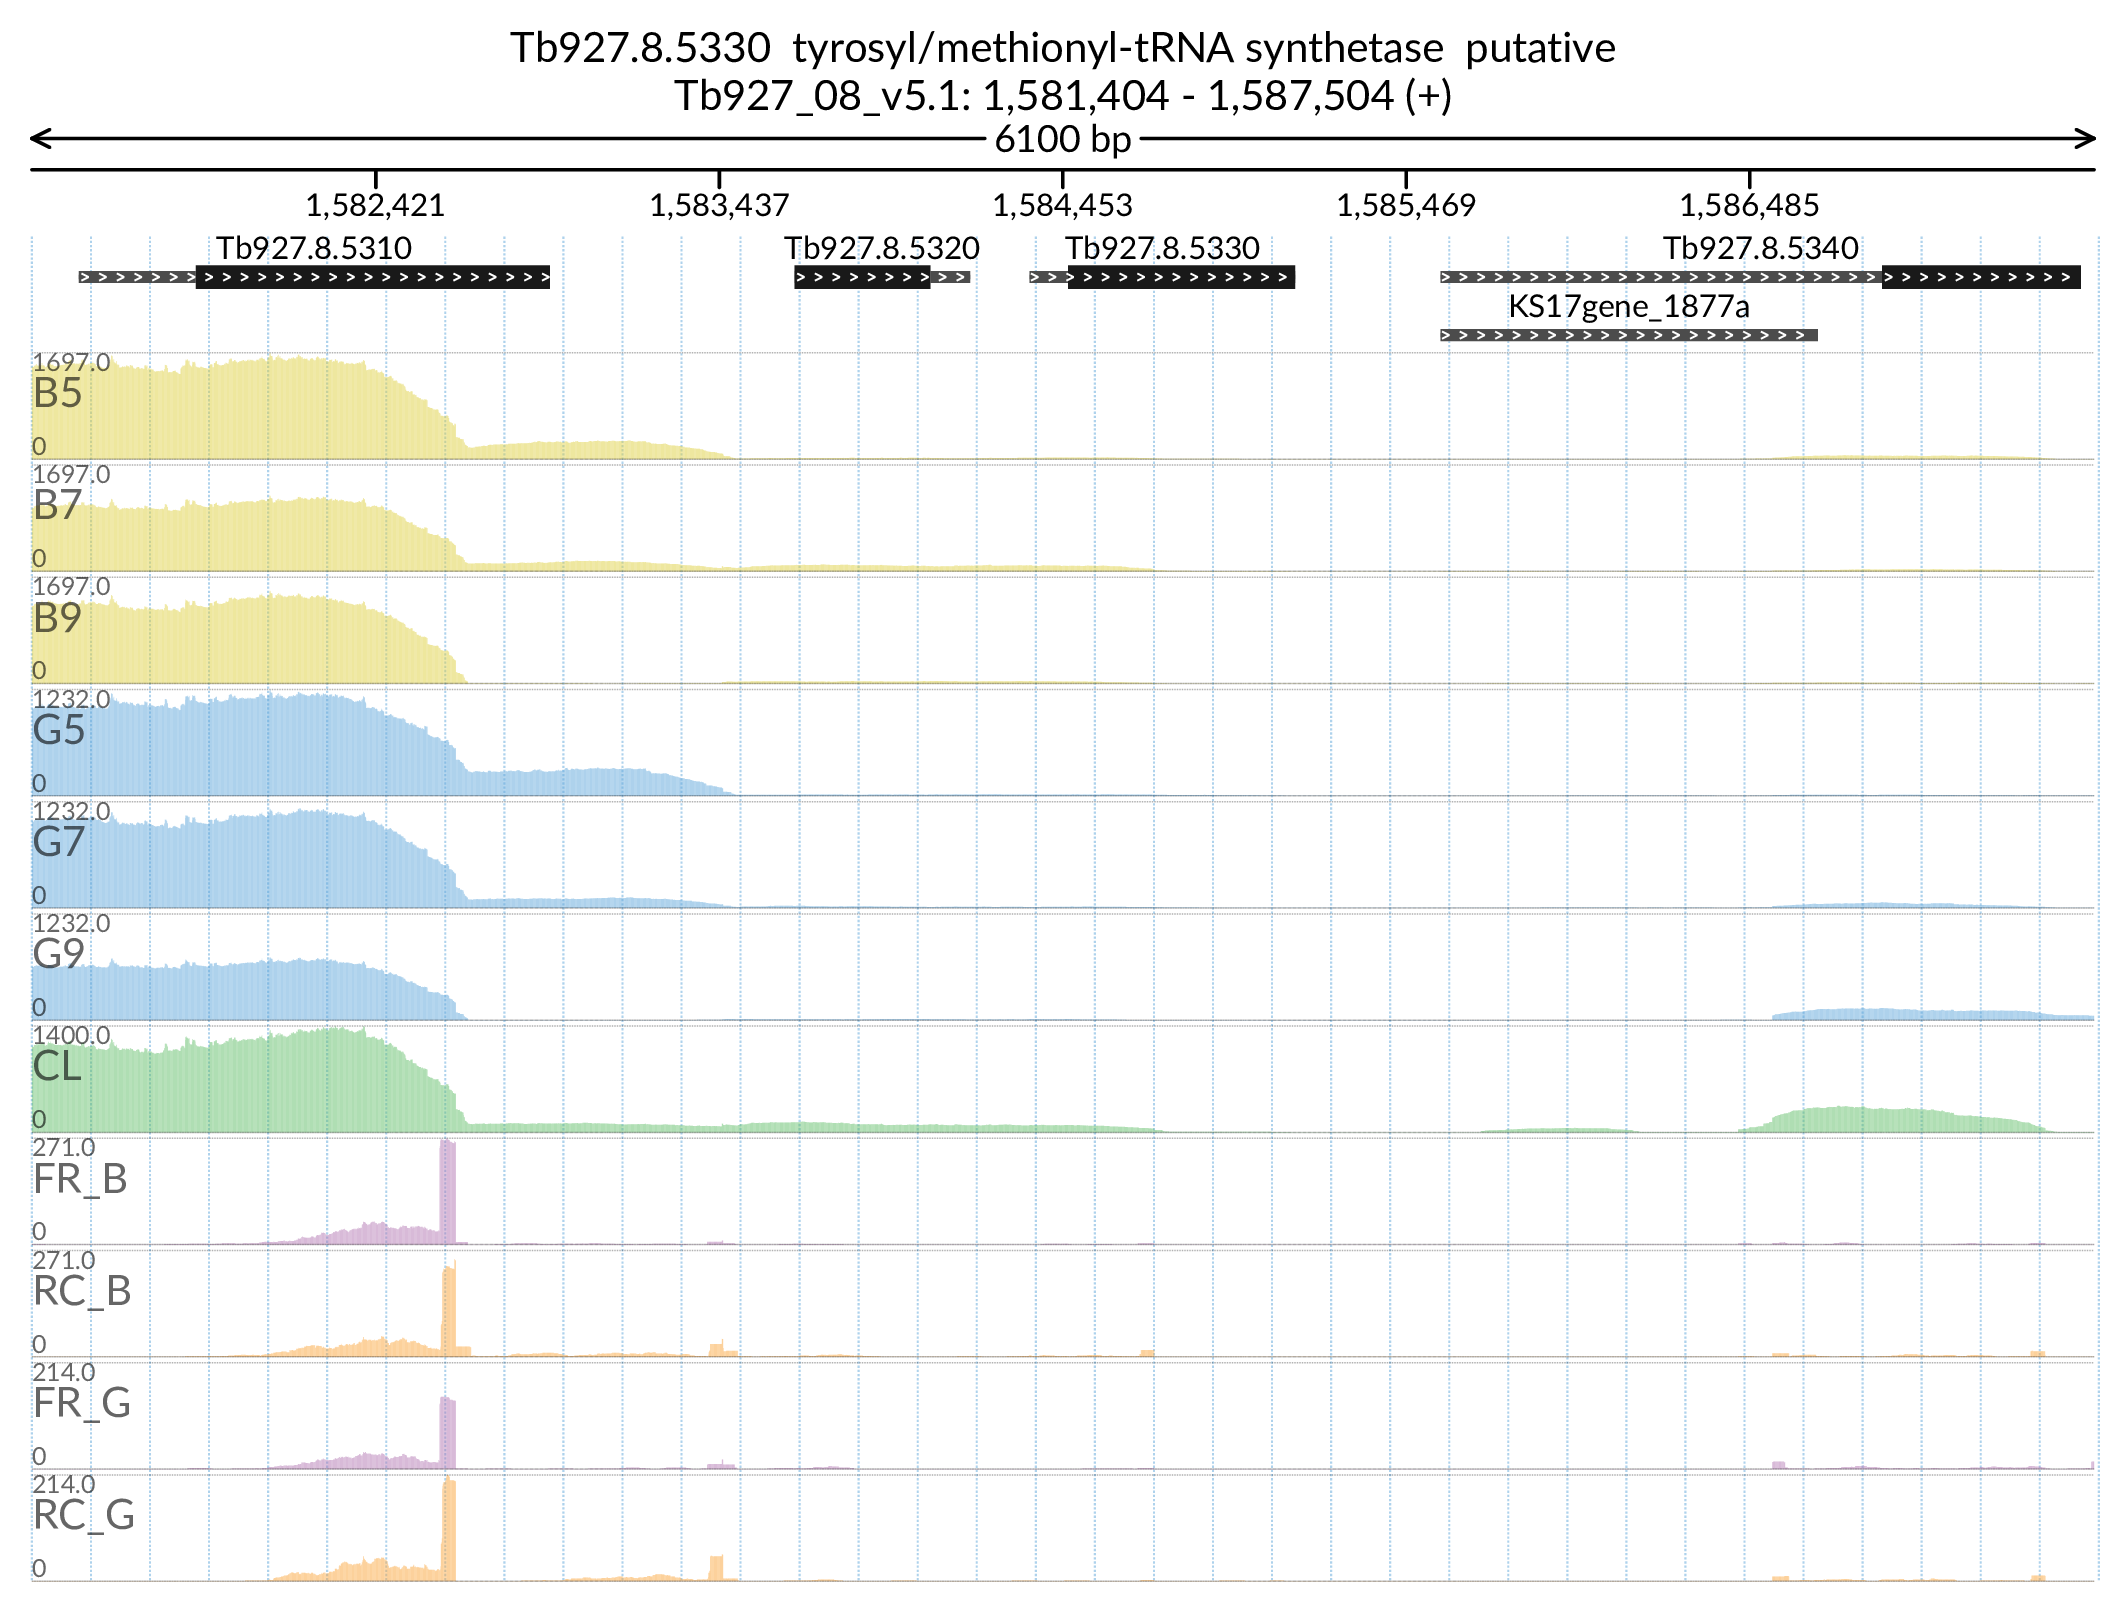 Tb927.8.5330 tyrosyl/methionyl-tRNA synthetase putative
Tb927_08_v5.1: 1,581,404 - 1,587,504 (+)
6100 bp
1,582,421 1,583,437 1,584,453 1,585,469 1,586,485
Tb927.8.5310 Tb927.8.5320 Tb927.8.5330 Tb927.8.5340
KS17gene_1877a
1697.0
B5
0
1697.0
B7
0
1697.0
B9
0
1232.0
G5
0
1232.0
G7
0
1232.0
G9
0
1400.0
CL
0
271.0
FR_B
0
271.0
RC_B
0
214.0
FR_G
0
214.0
RC_G
0